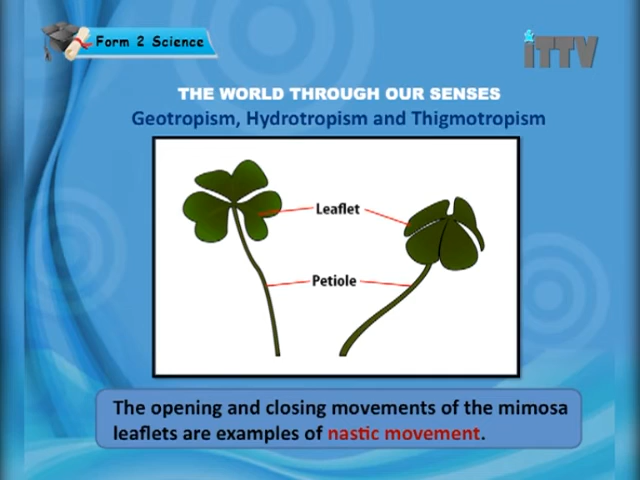 Form 2 Science
iTTV
THE WORLD THROUGH OUR SENSES
Geotropism, Hydrotropism and Thigmotropism
Leaflet
Petiole
The opening and closing movements of the mimosa
leaflets are examples of nastic movement.